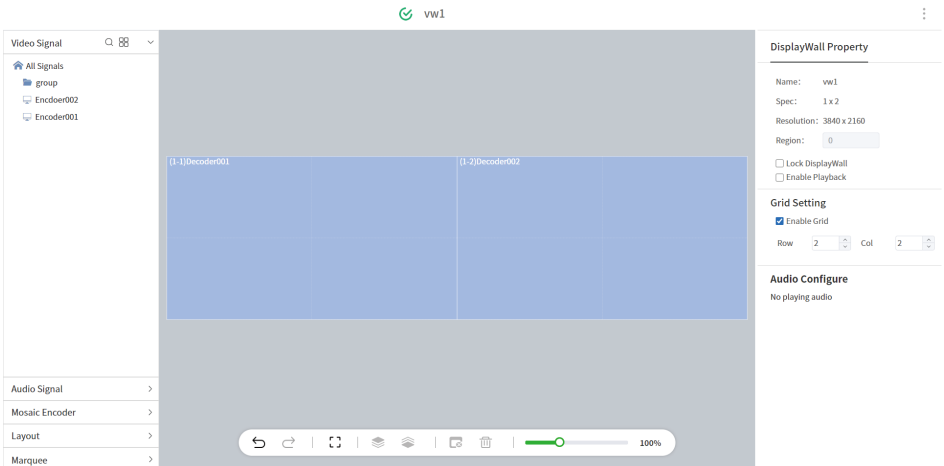 vw1
Video Signal
All Signals
group
Encdoer002
Encoder001
Audio Signal
Mosaic Encoder
Layout
Marquee
(1-1)Decoder001
(1-2)Docoder002
100%
DisplayWall Property
Name: vw1
Spec: 1 x 2
Resolution: 3840 x 2160
Region: 0
Lock DisplayWall
Enable Playback
Grid Setting
Enable Grid
Row 2 Col 2
Audio Configure
No playing audio